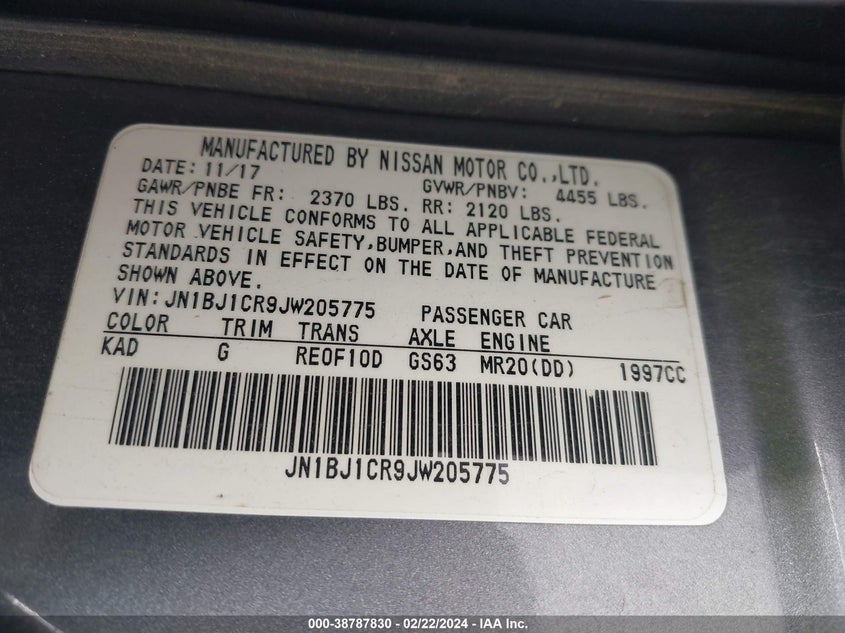 MANUFACTURED BY NISSAN MOTOR CO.,LTD.
DATE: 11/17 GVWR/PNBV: 4455 LBS.
GAWR/PNBE FR: 2370 LBS. RR: 2120 LBS.
THIS VEHICLE CONFORMS TO ALL APPLICABLE FEDERAL
MOTOR VEHICLE SAFETY,BUMPER,AND THEFT PREVENTION
STANDARDS IN EFFECT ON THE DATE OF MANUFACTURE
SHOWN ABOVE.
VIN: JN1BJ1CR9JW205775 PASSENGER CAR
COLOR TRIM TRANS AXLE ENGINE
KAD G RE0F10D GS63 MR20(DD) 1997CC
JN1BJ1CR9JW205775
000-38787830 - 02/22/2024 - IAA Inc.